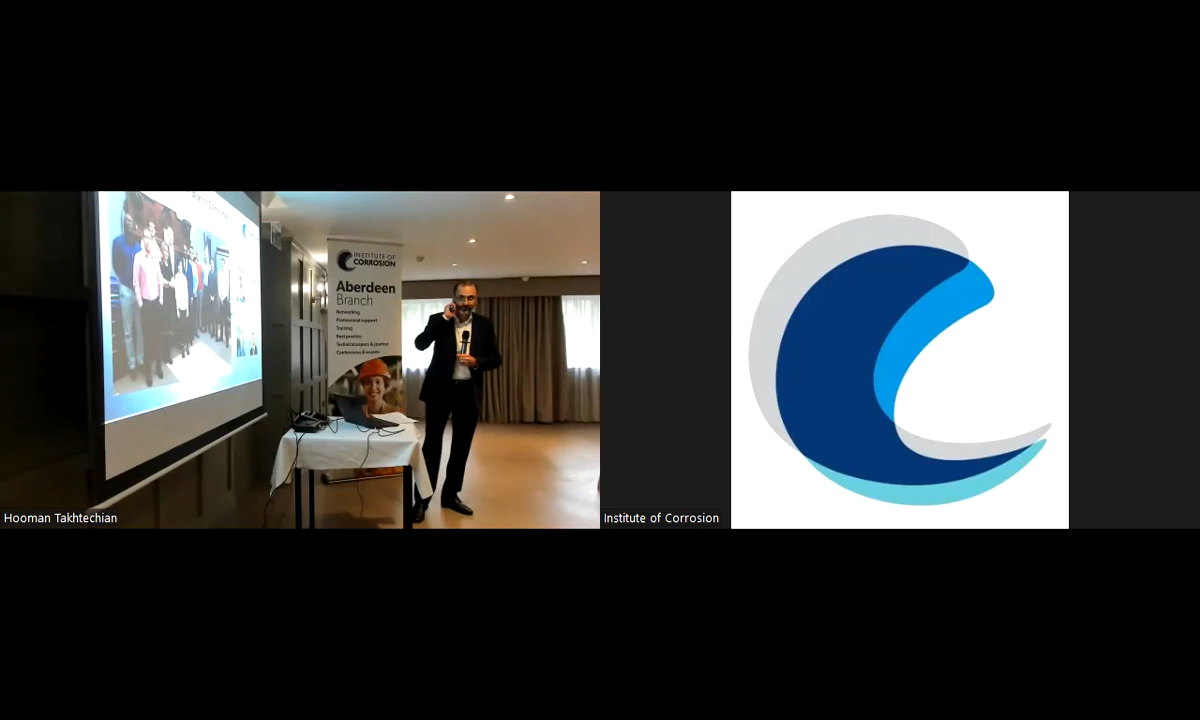 INSTITUTE OF
CORROSION
Aberdeen
Branch
Networking
Professional support
Training
Best practice
Technical papers & journal
Conferences & events
Hooman Takhtechian
Institute of Corrosion